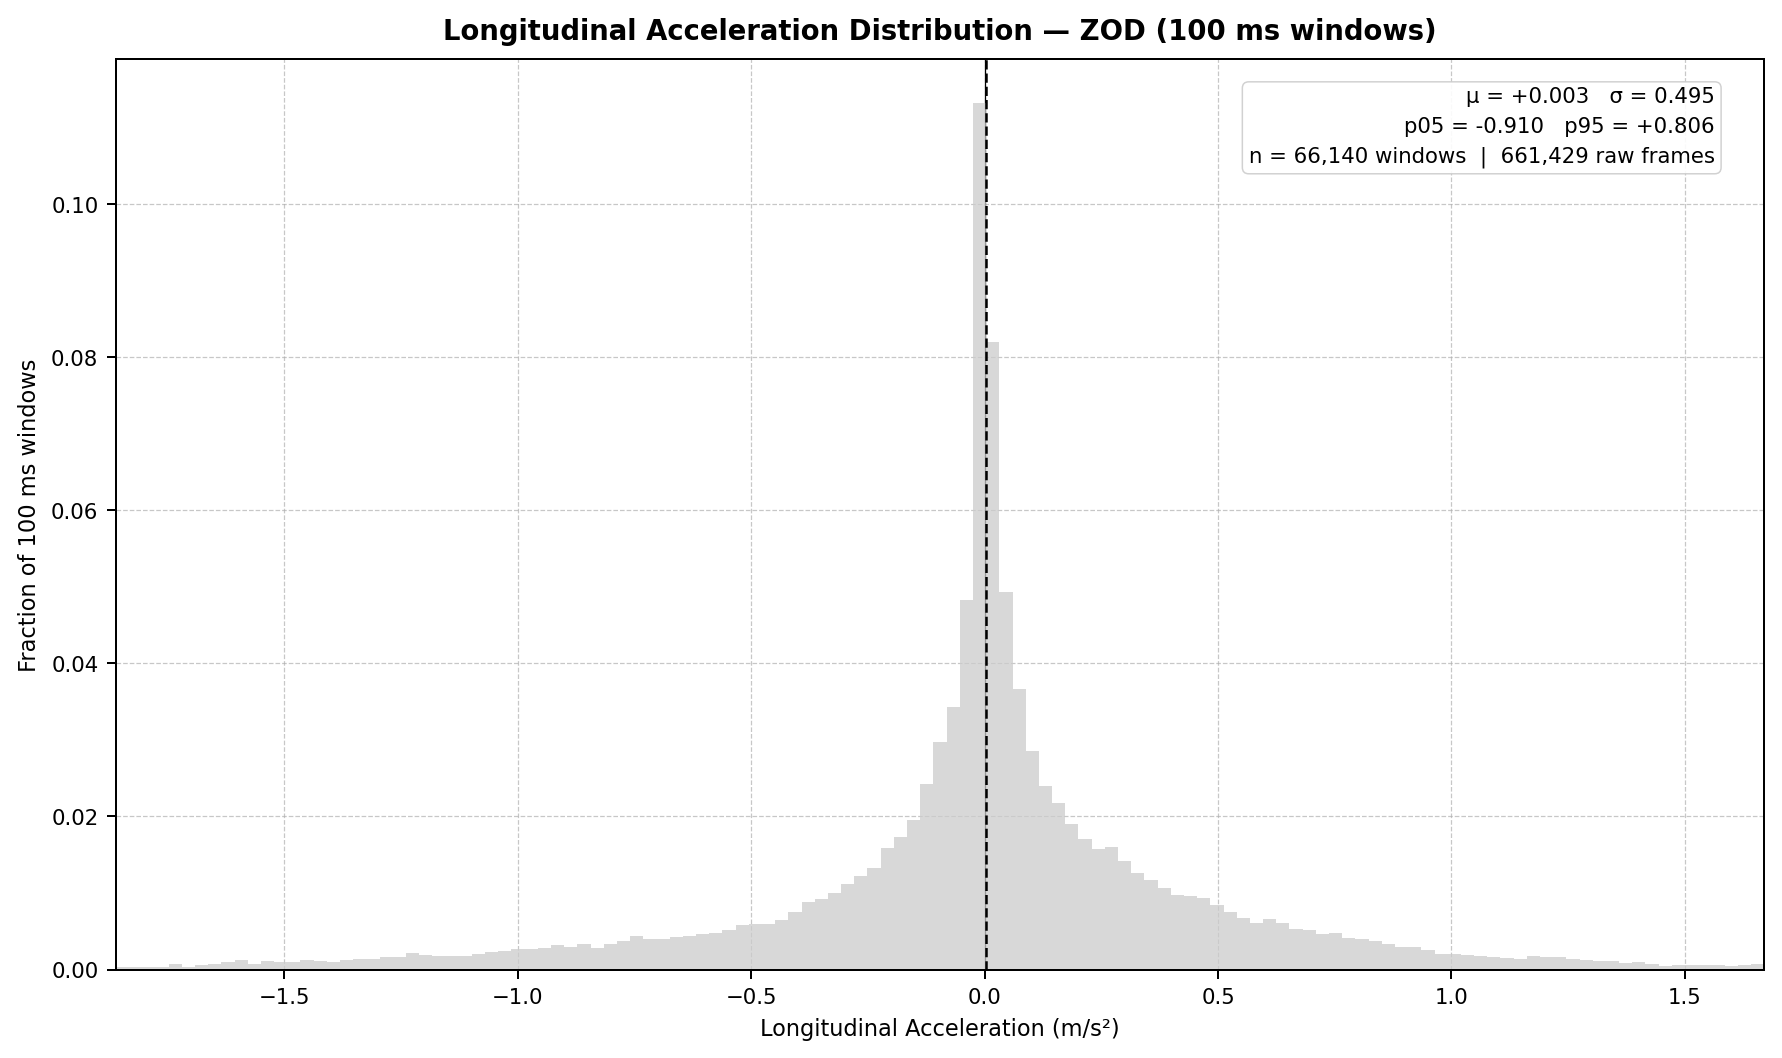 Longitudinal Acceleration Distribution — ZOD (100 ms windows)
μ = +0.003   σ = 0.495
p05 = -0.910   p95 = +0.806
n = 66,140 windows  |  661,429 raw frames
Fraction of 100 ms windows
0.10
0.08
0.06
0.04
0.02
0.00
−1.5
−1.0
−0.5
0.0
0.5
1.0
1.5
Longitudinal Acceleration (m/s²)